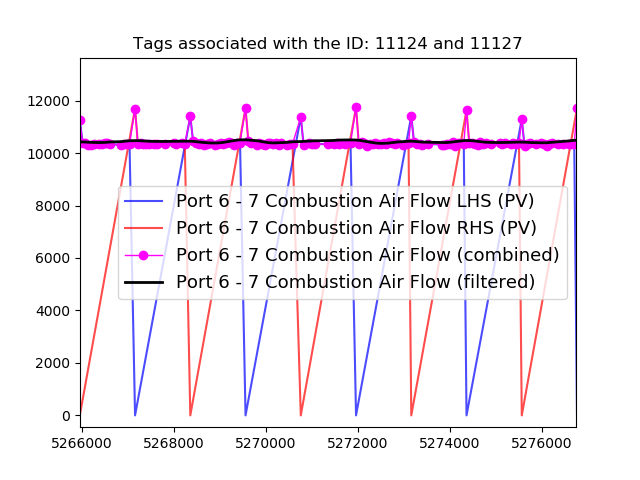 Tags associated with the ID: 11124 and 11127
12000
10000
8000
6000
4000
2000
0
Port 6 - 7 Combustion Air Flow LHS (PV)
Port 6 - 7 Combustion Air Flow RHS (PV)
Port 6 - 7 Combustion Air Flow (combined)
Port 6 - 7 Combustion Air Flow (filtered)
5266000 5268000 5270000 5272000 5274000 5276000